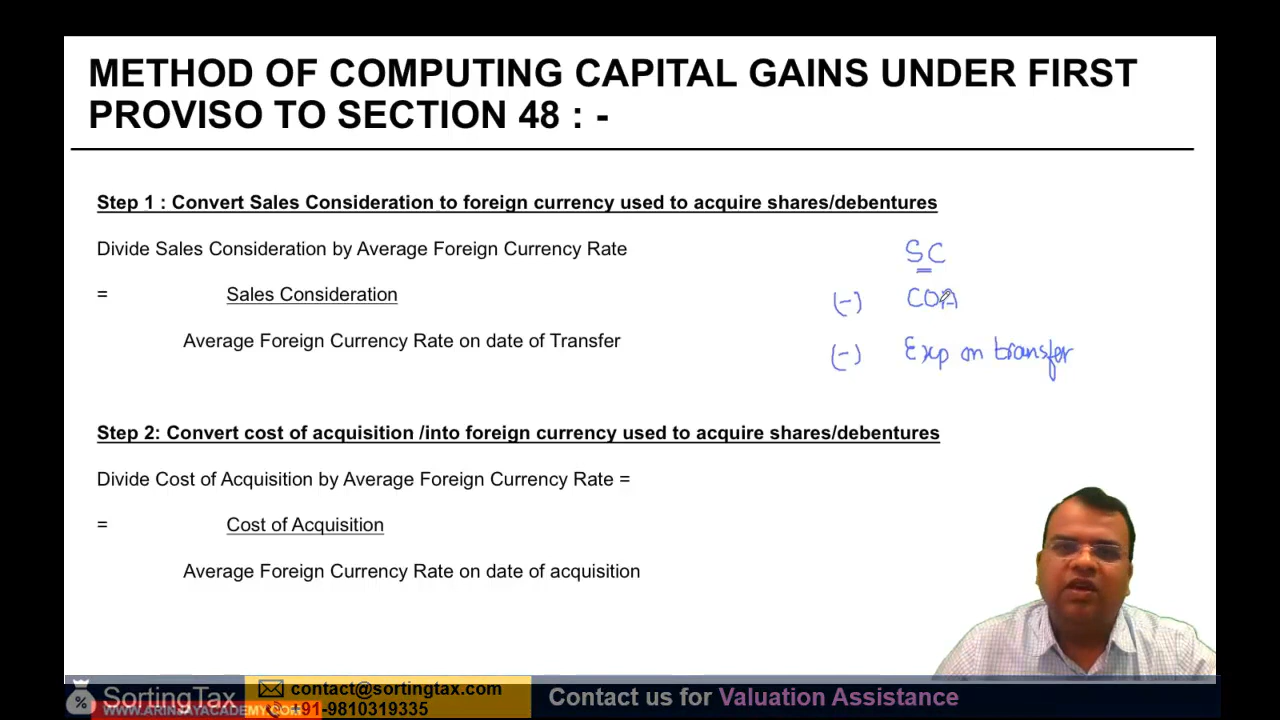 METHOD OF COMPUTING CAPITAL GAINS UNDER FIRST
PROVISO TO SECTION 48 : -
Step 1 : Convert Sales Consideration to foreign currency used to acquire shares/debentures
Divide Sales Consideration by Average Foreign Currency Rate
= Sales Consideration
Average Foreign Currency Rate on date of Transfer
SC
(-) COA
(-) Exp on transfer
Step 2: Convert cost of acquisition /into foreign currency used to acquire shares/debentures
Divide Cost of Acquisition by Average Foreign Currency Rate =
= Cost of Acquisition
Average Foreign Currency Rate on date of acquisition
% SortingTax
WWW.ARINJAYACADEMY.COM
contact@sortingtax.com
+91-9810319335
Contact us for Valuation Assistance